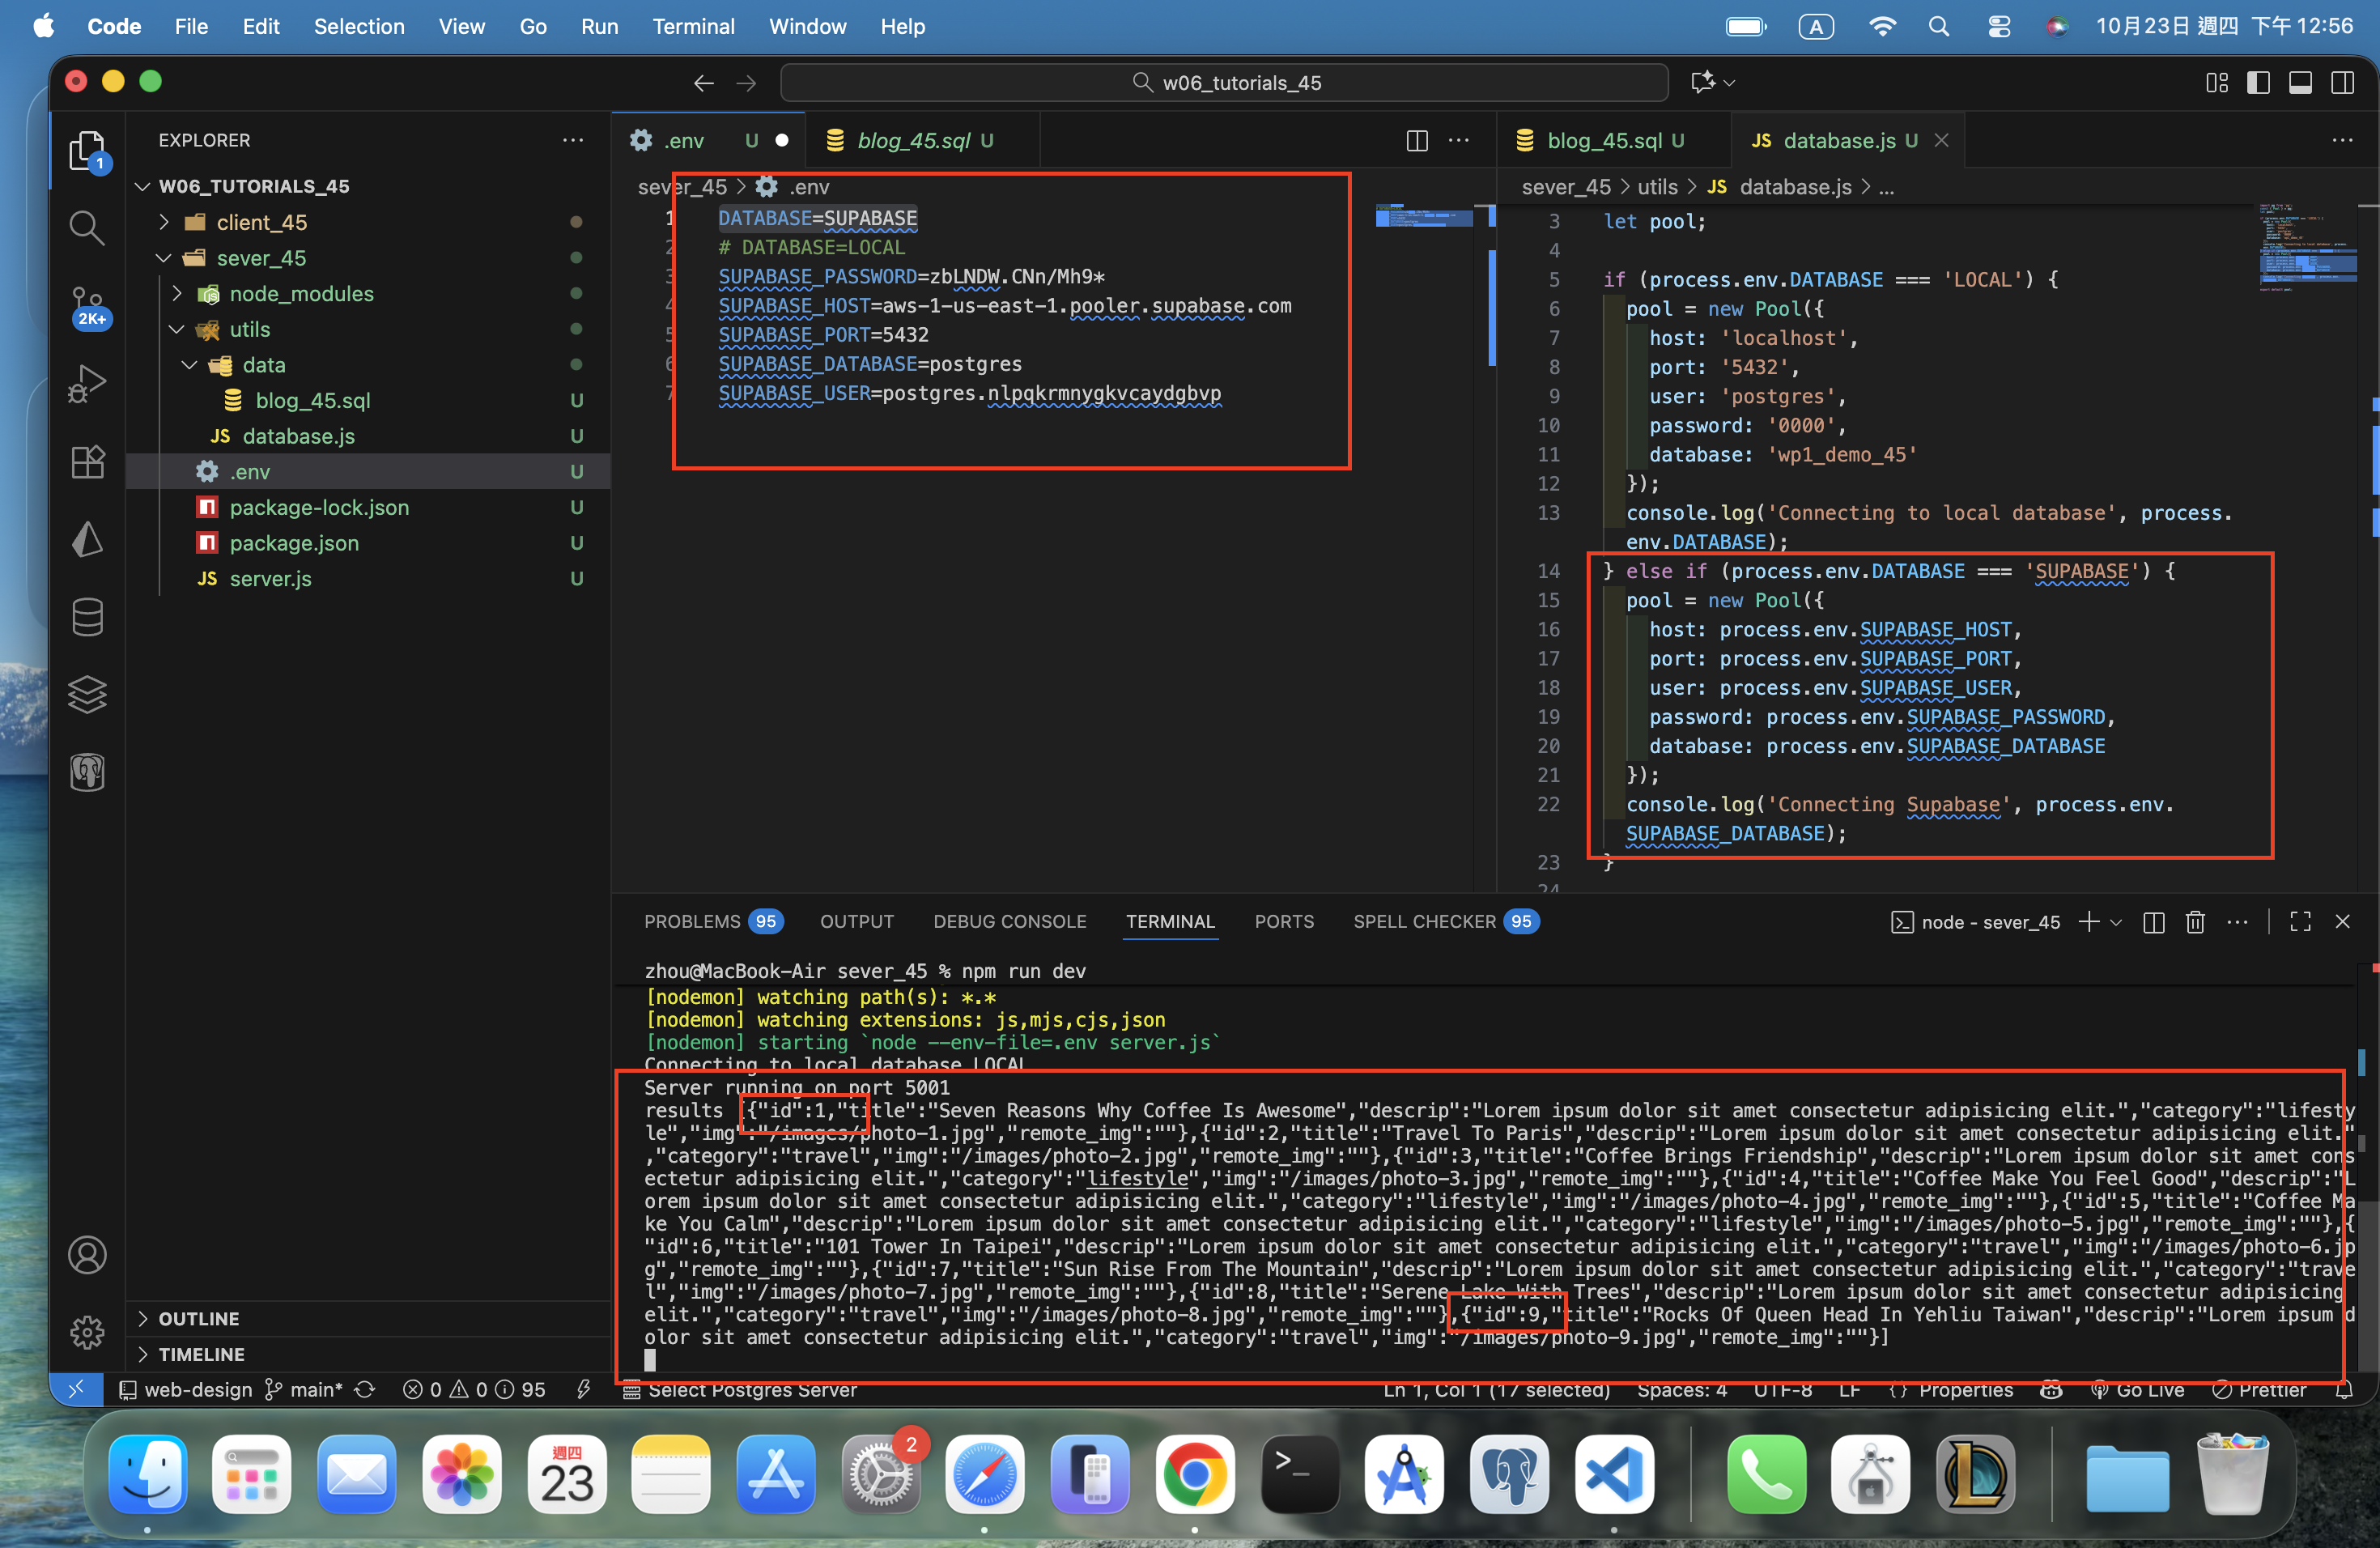 Code File Edit Selection View Go Run Terminal Window Help
A
10月23日 週四 下午 12:56
w06_tutorials_45
EXPLORER
W06_TUTORIALS_45
client_45
sever_45
node_modules
utils
data
blog_45.sql U
database.js U
.env U
package-lock.json U
package.json U
server.js U
OUTLINE
TIMELINE
1
2K+
.env U
blog_45.sql U
sever_45 > .env
1 DATABASE=SUPABASE
2 # DATABASE=LOCAL
3 SUPABASE_PASSWORD=zbLNDW.CNn/Mh9*
4 SUPABASE_HOST=aws-1-us-east-1.pooler.supabase.com
5 SUPABASE_PORT=5432
6 SUPABASE_DATABASE=postgres
7 SUPABASE_USER=postgres.nlpqkrmnygkvcaydgbvp
blog_45.sql U
JS database.js U
sever_45 > utils > JS database.js > ...
3 let pool;
4
5 if (process.env.DATABASE === 'LOCAL') {
6 pool = new Pool({
7 host: 'localhost',
8 port: '5432',
9 user: 'postgres',
10 password: '0000',
11 database: 'wp1_demo_45'
12 });
13 console.log('Connecting to local database', process.
env.DATABASE);
14 } else if (process.env.DATABASE === 'SUPABASE') {
15 pool = new Pool({
16 host: process.env.SUPABASE_HOST,
17 port: process.env.SUPABASE_PORT,
18 user: process.env.SUPABASE_USER,
19 password: process.env.SUPABASE_PASSWORD,
20 database: process.env.SUPABASE_DATABASE
21 });
22 console.log('Connecting Supabase', process.env.
SUPABASE_DATABASE);
23 }
24
PROBLEMS 95 OUTPUT DEBUG CONSOLE TERMINAL PORTS SPELL CHECKER 95
node - sever_45
zhou@MacBook-Air sever_45 % npm run dev
[nodemon] watching path(s): *.*
[nodemon] watching extensions: js,mjs,cjs,json
[nodemon] starting `node --env-file=.env server.js`
Connecting to local database LOCAL
Server running on port 5001
results [{"id":1,"title":"Seven Reasons Why Coffee Is Awesome","descrip":"Lorem ipsum dolor sit amet consectetur adipisicing elit.","category":"lifesty
le","img":"/images/photo-1.jpg","remote_img":""},{"id":2,"title":"Travel To Paris","descrip":"Lorem ipsum dolor sit amet consectetur adipisicing elit."
,"category":"travel","img":"/images/photo-2.jpg","remote_img":""},{"id":3,"title":"Coffee Brings Friendship","descrip":"Lorem ipsum dolor sit amet cons
ectetur adipisicing elit.","category":"lifestyle","img":"/images/photo-3.jpg","remote_img":""},{"id":4,"title":"Coffee Make You Feel Good","descrip":"L
orem ipsum dolor sit amet consectetur adipisicing elit.","category":"lifestyle","img":"/images/photo-4.jpg","remote_img":""},{"id":5,"title":"Coffee Ma
ke You Calm","descrip":"Lorem ipsum dolor sit amet consectetur adipisicing elit.","category":"lifestyle","img":"/images/photo-5.jpg","remote_img":""},{
"id":6,"title":"101 Tower In Taipei","descrip":"Lorem ipsum dolor sit amet consectetur adipisicing elit.","category":"travel","img":"/images/photo-6.jp
g","remote_img":""},{"id":7,"title":"Sun Rise From The Mountain","descrip":"Lorem ipsum dolor sit amet consectetur adipisicing elit.","category":"trave
l","img":"/images/photo-7.jpg","remote_img":""},{"id":8,"title":"Serene Lake With Trees","descrip":"Lorem ipsum dolor sit amet consectetur adipisicing
elit.","category":"travel","img":"/images/photo-8.jpg","remote_img":""},{"id":9,"title":"Rocks Of Queen Head In Yehliu Taiwan","descrip":"Lorem ipsum d
olor sit amet consectetur adipisicing elit.","category":"travel","img":"/images/photo-9.jpg","remote_img":""}]
web-design main* 0 0 95 Select Postgres Server
Ln 1, Col 1 (17 selected) Spaces: 4 UTF-8 LF {} Properties Go Live Prettier
週四
23
2